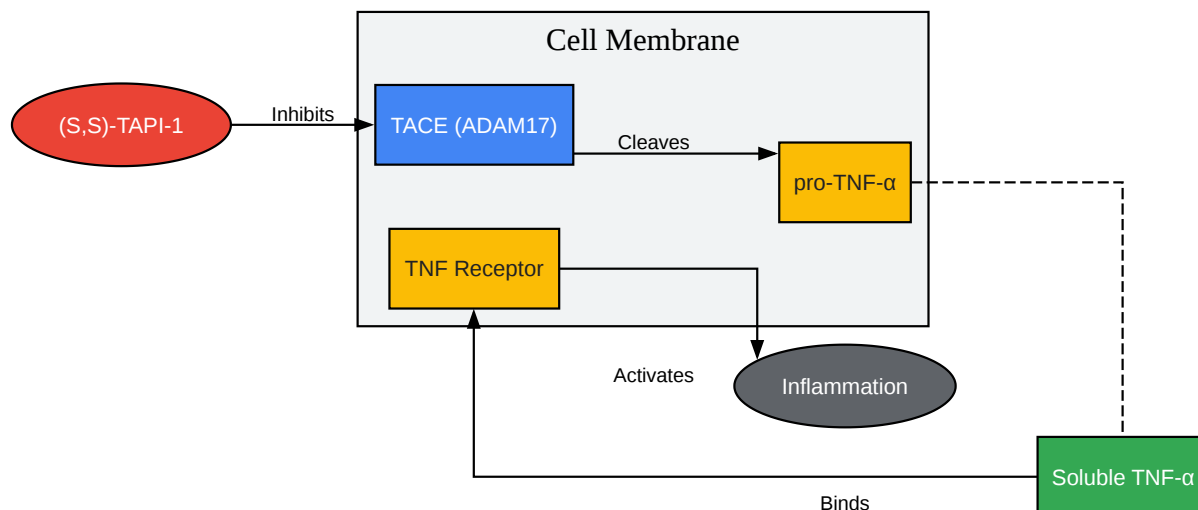 Cell Membrane
(S,S)-TAPI-1
Inhibits
TACE (ADAM17)
Cleaves
pro-TNF-α
TNF Receptor
Activates
Inflammation
Soluble TNF-α
Binds